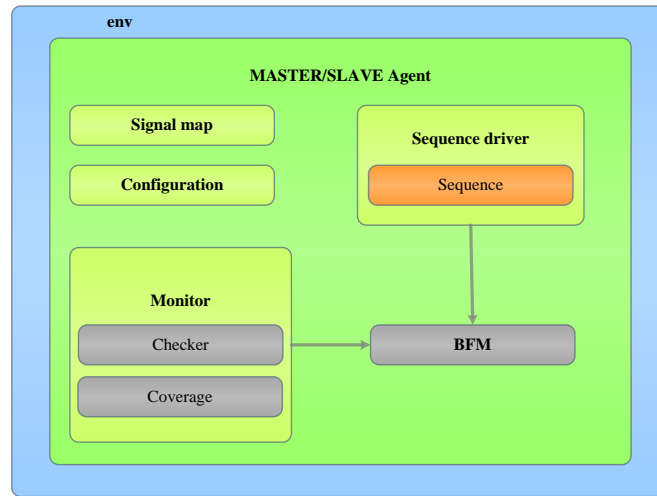 env
MASTER/SLAVE Agent
Signal map
Sequence driver
Configuration
Sequence
Monitor
Checker
BFM
Coverage